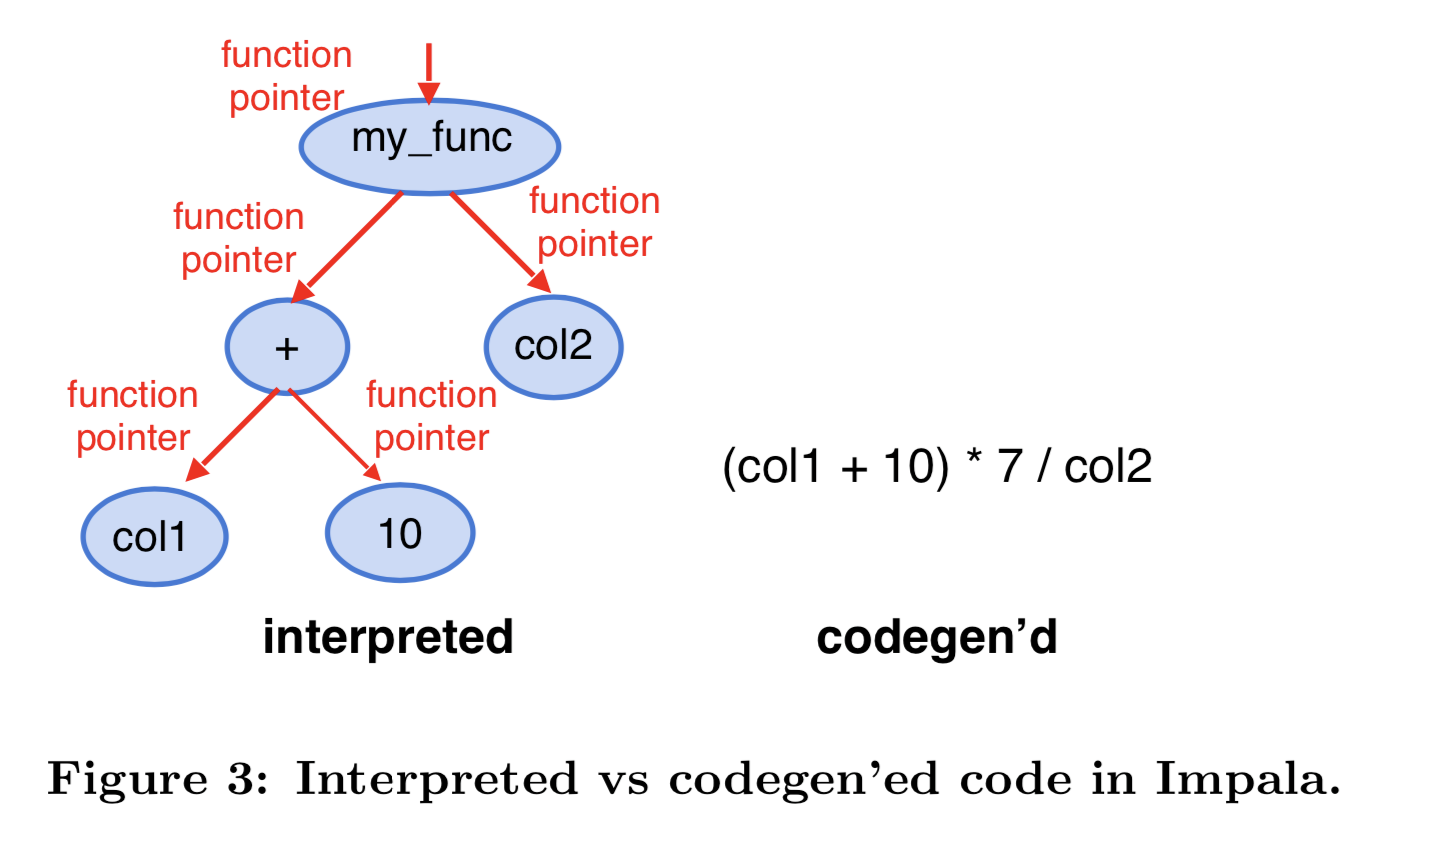 function
pointer
my_func
function
pointer
function
pointer
+
col2
function
pointer
function
pointer
col1
10
(col1 + 10) * 7 / col2
interpreted
codegen’d
Figure 3: Interpreted vs codegen’ed code in Impala.